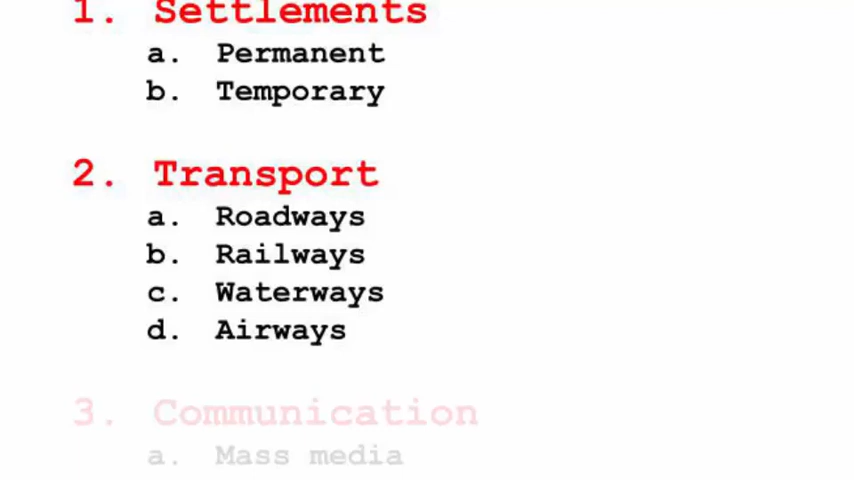 1. Settlements
a. Permanent
b. Temporary
2. Transport
a. Roadways
b. Railways
c. Waterways
d. Airways
3. Communication
a. Mass media